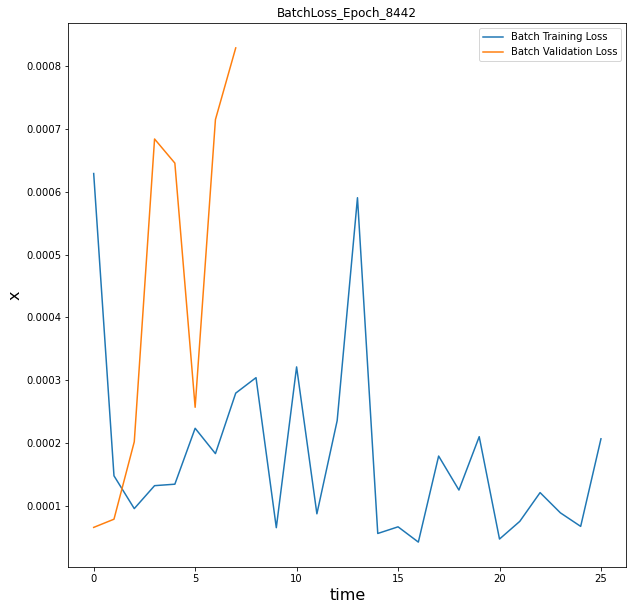 BatchLoss_Epoch_8442
Batch Training Loss
Batch Validation Loss
0.0008
0.0007
0.0006
0.0005
0.0004
0.0003
0.0002
0.0001
x
0 5 10 15 20 25
time